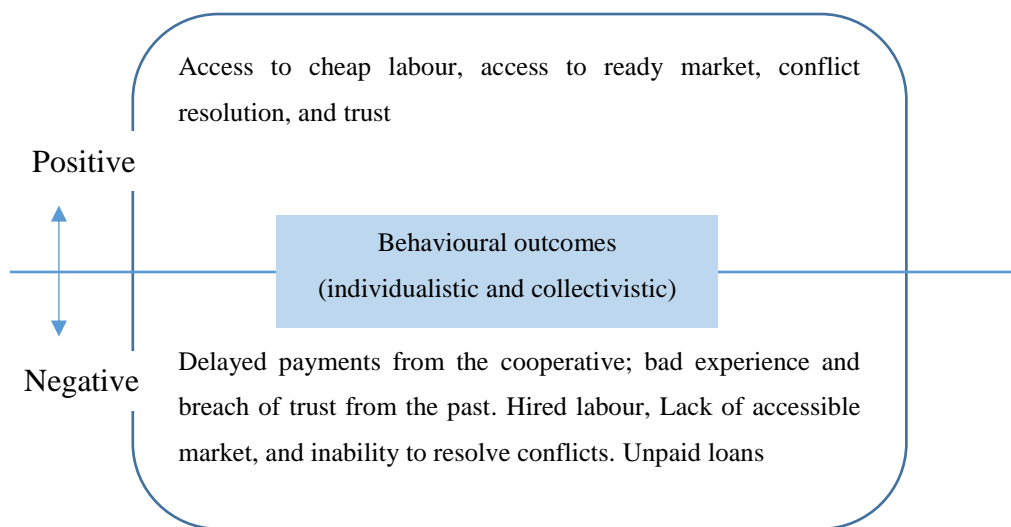 Access to cheap labour, access to ready market, conflict
resolution, and trust
Positive
Behavioural outcomes
(individualistic and collectivistic)
Negative
Delayed payments from the cooperative; bad experience and
breach of trust from the past. Hired labour, Lack of accessible
market, and inability to resolve conflicts. Unpaid loans